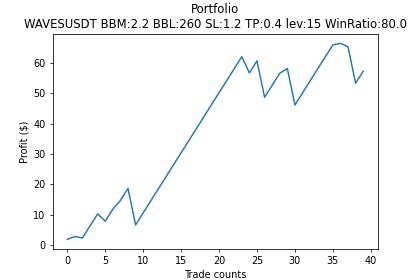 Portfolio
WAVESUSDT BBM:2.2 BBL:260 SL:1.2 TP:0.4 lev:15 WinRatio:80.0
Profit ($)
60
50
40
30
20
10
0
0 5 10 15 20 25 30 35 40
Trade counts